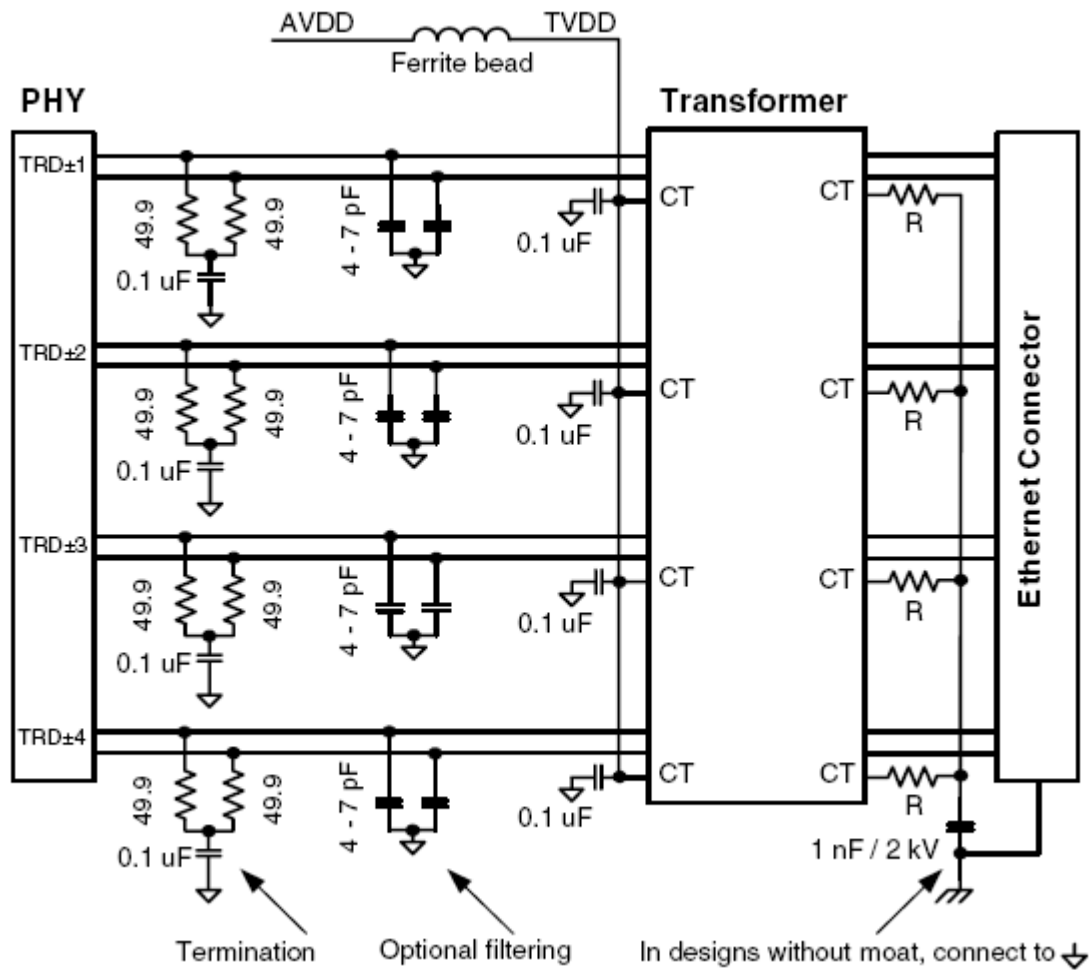 AVDD
TVDD
Ferrite bead
PHY
Transformer
TRD±1
49.9
49.9
0.1 uF
4 - 7 pF
0.1 uF
CT
CT
R
TRD±2
49.9
49.9
0.1 uF
4 - 7 pF
0.1 uF
CT
CT
R
TRD±3
49.9
49.9
0.1 uF
4 - 7 pF
0.1 uF
CT
CT
R
TRD±4
49.9
49.9
0.1 uF
4 - 7 pF
0.1 uF
CT
CT
R
Ethernet Connector
1 nF / 2 kV
Termination
Optional filtering
In designs without moat, connect to